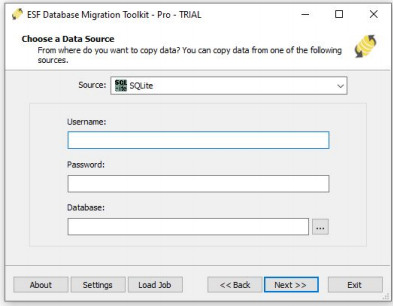 ESF Database Migration Toolkit - Pro - TRIAL
Choose a Data Source
From where do you want to copy data? You can copy data from one of the following
sources.
Source: SQL ite SQLite
Username:
Password:
Database:
...
About Settings Load Job << Back Next >> Exit